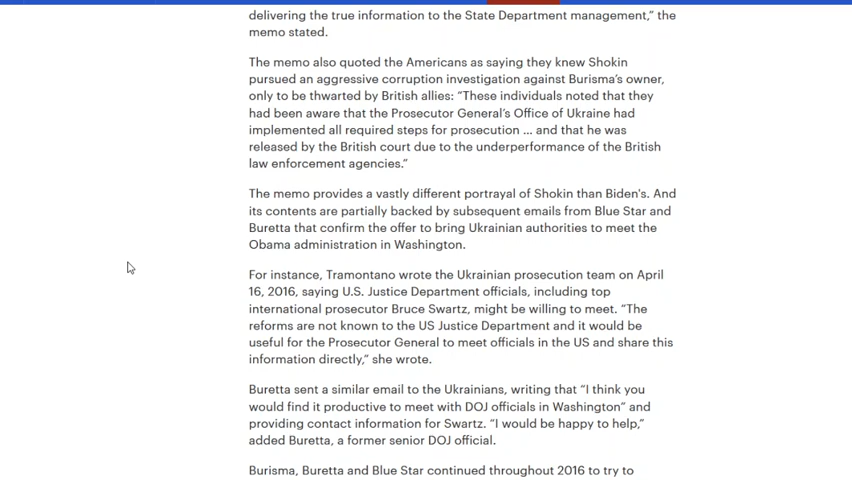 delivering the true information to the State Department management,” the
memo stated.
The memo also quoted the Americans as saying they knew Shokin
pursued an aggressive corruption investigation against Burisma’s owner,
only to be thwarted by British allies: “These individuals noted that they
had been aware that the Prosecutor General’s Office of Ukraine had
implemented all required steps for prosecution … and that he was
released by the British court due to the underperformance of the British
law enforcement agencies.”
The memo provides a vastly different portrayal of Shokin than Biden's. And
its contents are partially backed by subsequent emails from Blue Star and
Buretta that confirm the offer to bring Ukrainian authorities to meet the
Obama administration in Washington.
For instance, Tramontano wrote the Ukrainian prosecution team on April
16, 2016, saying U.S. Justice Department officials, including top
international prosecutor Bruce Swartz, might be willing to meet. “The
reforms are not known to the US Justice Department and it would be
useful for the Prosecutor General to meet officials in the US and share this
information directly,” she wrote.
Buretta sent a similar email to the Ukrainians, writing that “I think you
would find it productive to meet with DOJ officials in Washington” and
providing contact information for Swartz. “I would be happy to help,”
added Buretta, a former senior DOJ official.
Burisma, Buretta and Blue Star continued throughout 2016 to try to